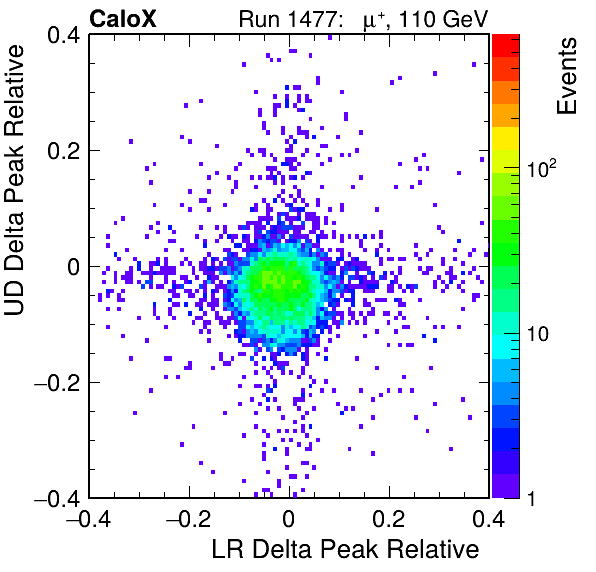 CaloX Run 1477: μ⁺, 110 GeV
UD Delta Peak Relative
0.4
0.2
0
−0.2
−0.4
−0.4 −0.2 0 0.2 0.4
LR Delta Peak Relative
Events
10²
10
1